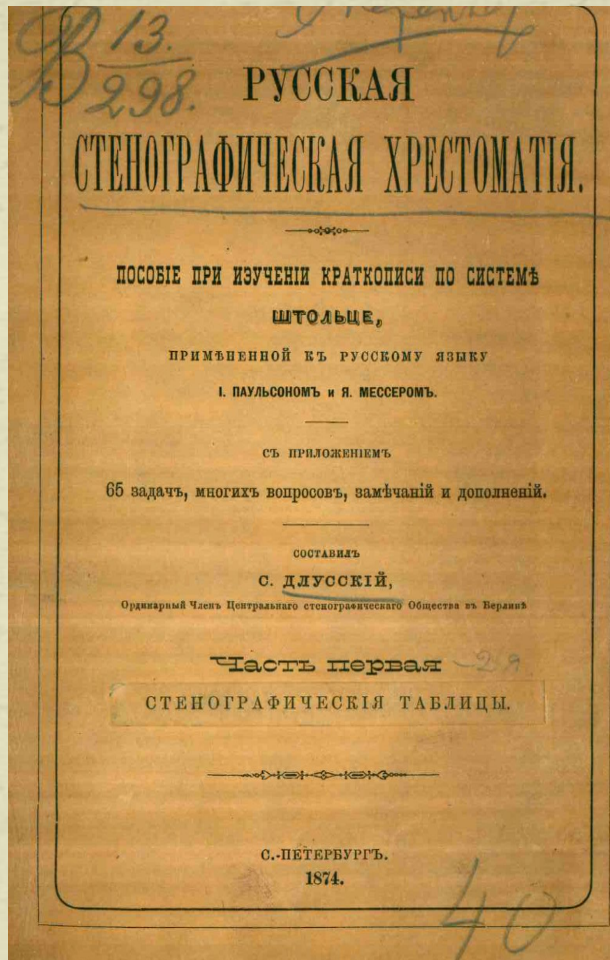 В 13.
298.
РУССКАЯ
СТЕНОГРАФИЧЕСКАЯ ХРЕСТОМАТІЯ.
ПОСОБІЕ ПРИ ИЗУЧЕНІИ КРАТКОПИСИ ПО СИСТЕМѢ
ШТОЛЬЦЕ,
ПРИМѢНЕННОЙ КЪ РУССКОМУ ЯЗЫКУ
І. ПАУЛЬСОНОМЪ и Я. МЕССЕРОМЪ.
СЪ ПРИЛОЖЕНІЕМЪ
65 задачъ, многихъ вопросовъ, замѣчаній и дополненій.
СОСТАВИЛЪ
С. ДЛУССКІЙ,
Ординарный Членъ Центральнаго стенографическаго Общества въ Берлинѣ
Часть первая -2я
СТЕНОГРАФИЧЕСКІЯ ТАБЛИЦЫ.
С.-ПЕТЕРБУРГЪ.
1874.
40